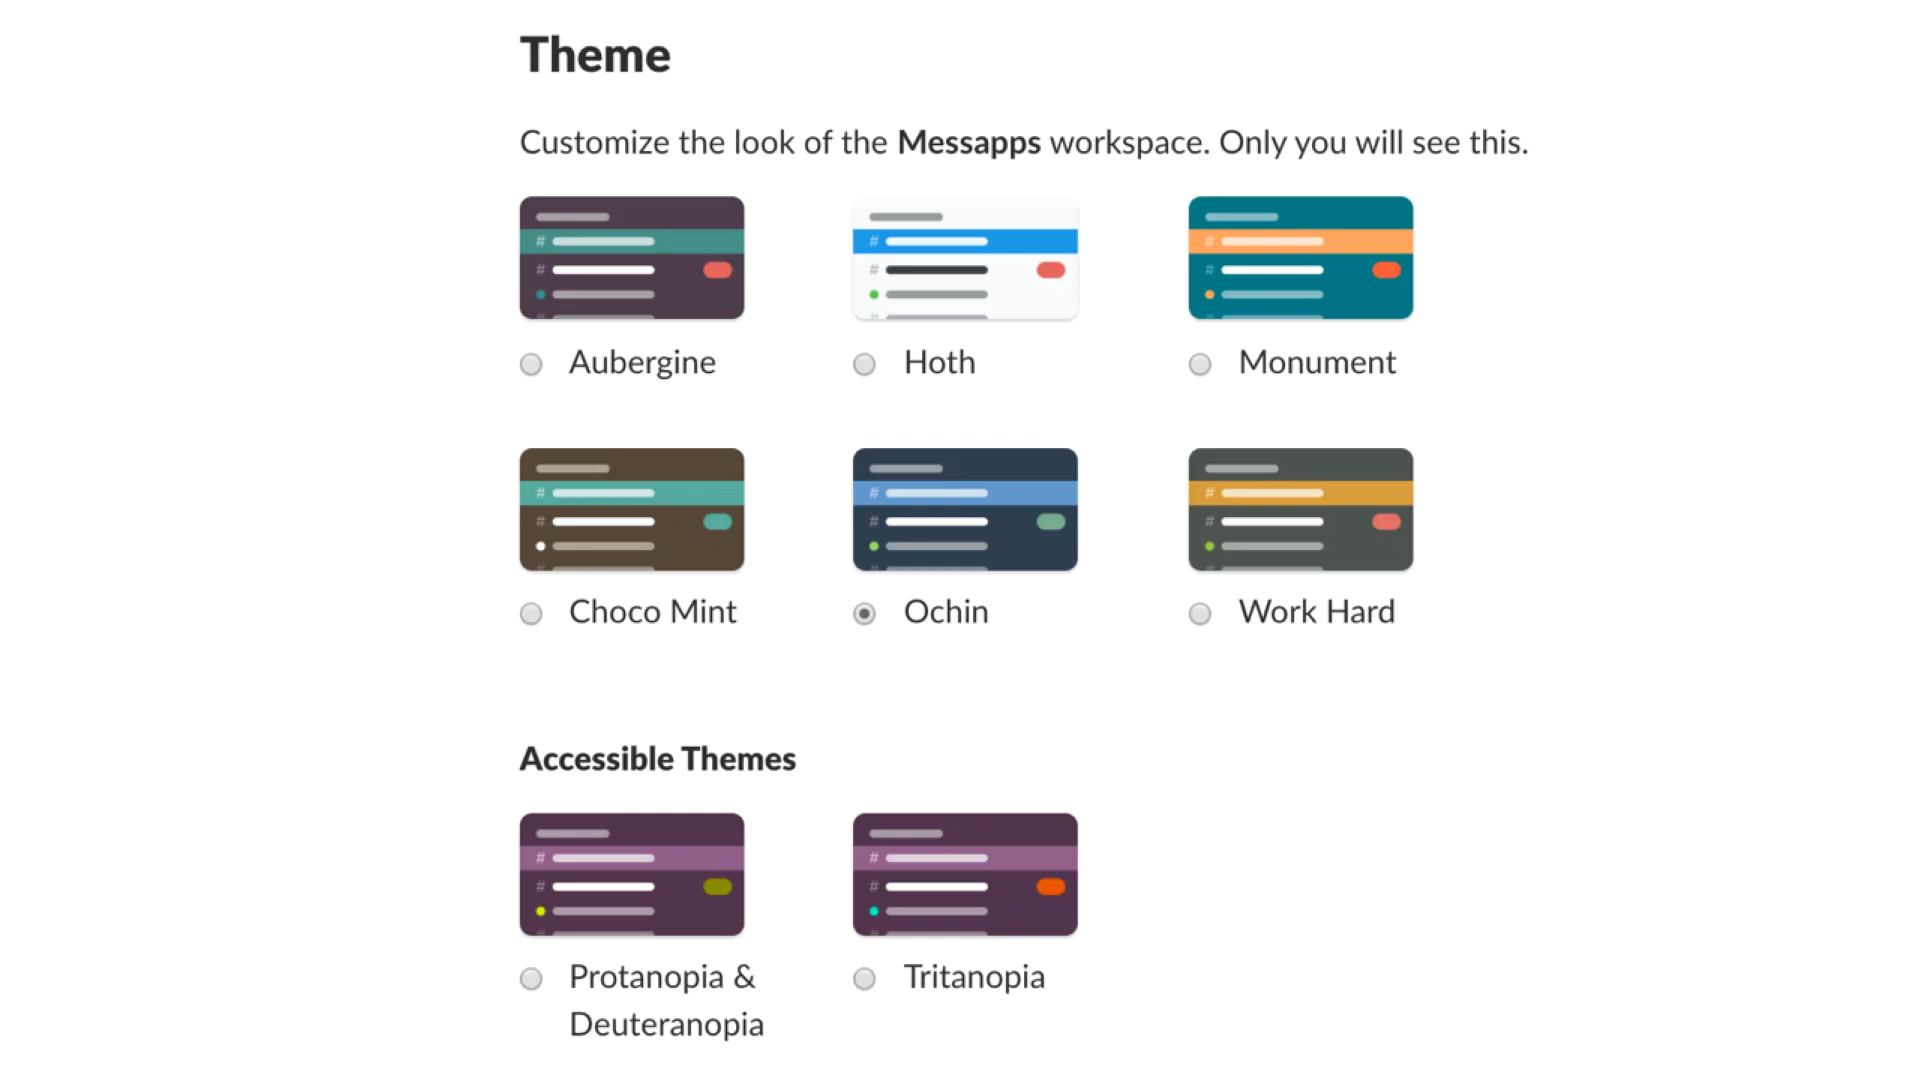 Theme
Customize the look of the Messapps workspace. Only you will see this.
#
#
#
#
#
#
Aubergine
Hoth
Monument
#
#
#
#
#
#
Choco Mint
Ochin
Work Hard
Accessible Themes
#
#
#
#
Protanopia &
Deuteranopia
Tritanopia